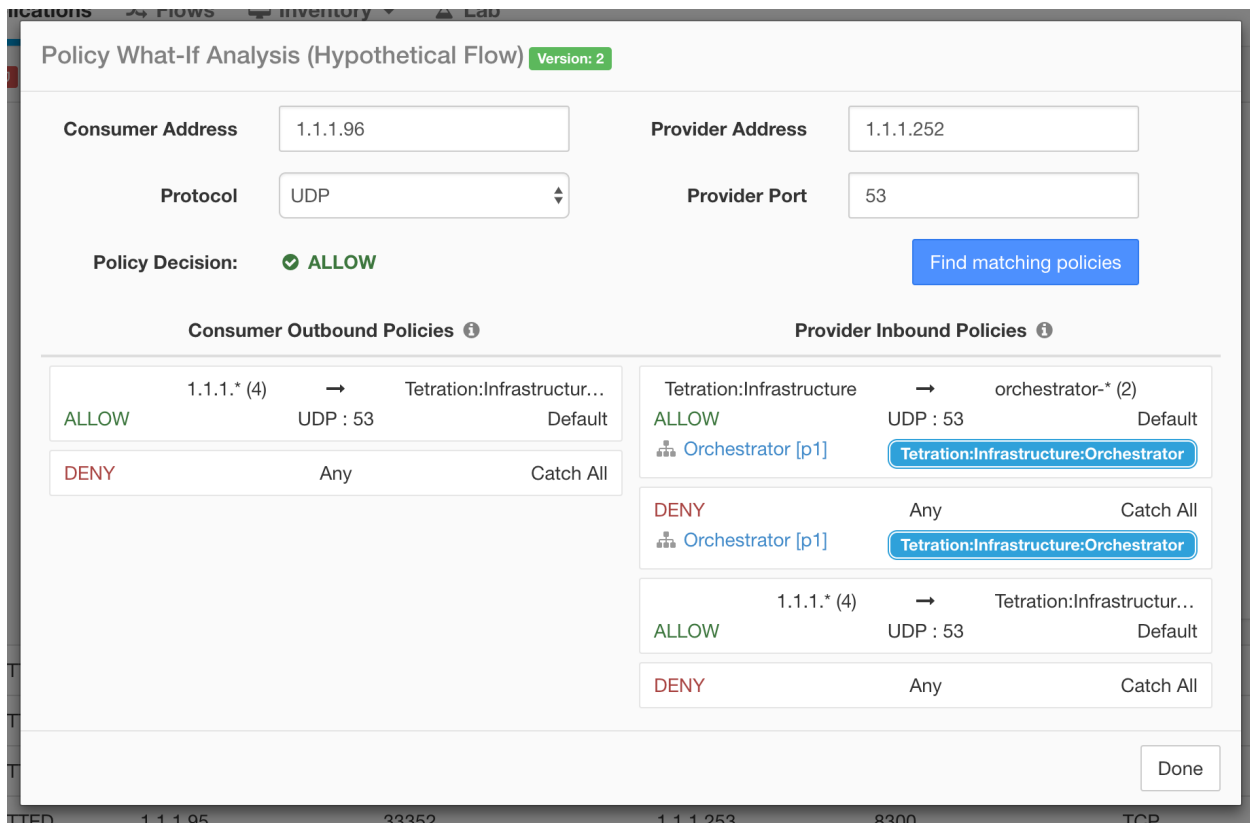 ications Flows Inventory Lab
Policy What-If Analysis (Hypothetical Flow) Version: 2
Consumer Address 1.1.1.96 Provider Address 1.1.1.252
Protocol UDP Provider Port 53
Policy Decision: ALLOW Find matching policies
Consumer Outbound Policies Provider Inbound Policies
1.1.1.* (4) → Tetration:Infrastructur...
ALLOW UDP : 53 Default
DENY Any Catch All
Tetration:Infrastructure → orchestrator-* (2)
ALLOW UDP : 53 Default
Orchestrator [p1] Tetration:Infrastructure:Orchestrator
DENY Any Catch All
Orchestrator [p1] Tetration:Infrastructure:Orchestrator
1.1.1.* (4) → Tetration:Infrastructur...
ALLOW UDP : 53 Default
DENY Any Catch All
Done
TTED 1.1.1.95 33352 1.1.1.253 8300 TCP